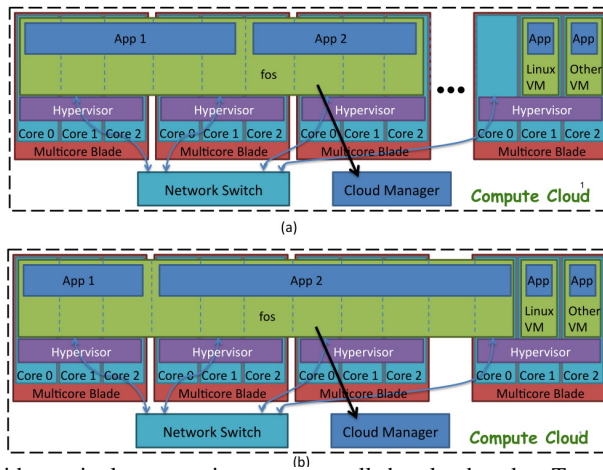 App 1 App 2
fos
App App
Linux VM Other VM
Hypervisor Hypervisor Hypervisor Hypervisor
Core 0 Core 1 Core 2 Core 0 Core 1 Core 2 Core 0 Core 1 Core 2 Core 0 Core 1 Core 2
Multicore Blade Multicore Blade Multicore Blade Multicore Blade
Network Switch Cloud Manager Compute Cloud 1
(a)
App 1 App 2
fos
App App
Linux VM Other VM
Hypervisor Hypervisor Hypervisor Hypervisor
Core 0 Core 1 Core 2 Core 0 Core 1 Core 2 Core 0 Core 1 Core 2 Core 0 Core 1 Core 2
Multicore Blade Multicore Blade Multicore Blade Multicore Blade
Network Switch Cloud Manager Compute Cloud
(b)